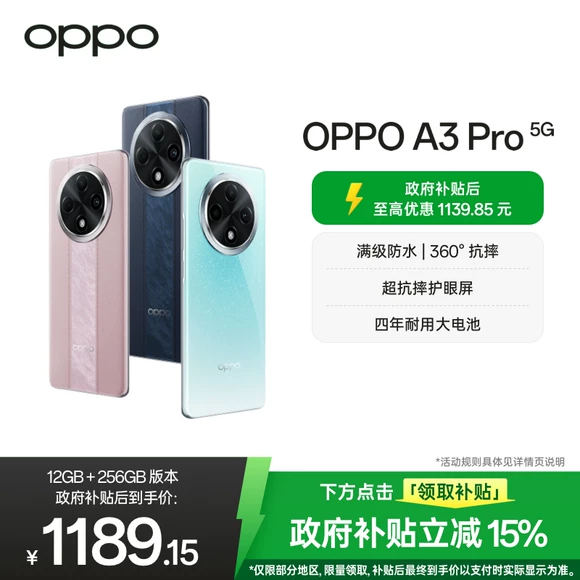 oppo
OPPO A3 Pro 5G
政府补贴后
至高优惠 1139.85 元
满级防水 | 360° 抗摔
超抗摔护眼屏
四年耐用大电池
oppo
oppo
oppo
*活动规则具体见详情页说明
12GB+256GB 版本
政府补贴后到手价:
¥1189.15
下方点击「领取补贴」
政府补贴立减 15%
*仅限部分地区, 限量领取, 补贴后最终到手价以支付时实际显示为准。